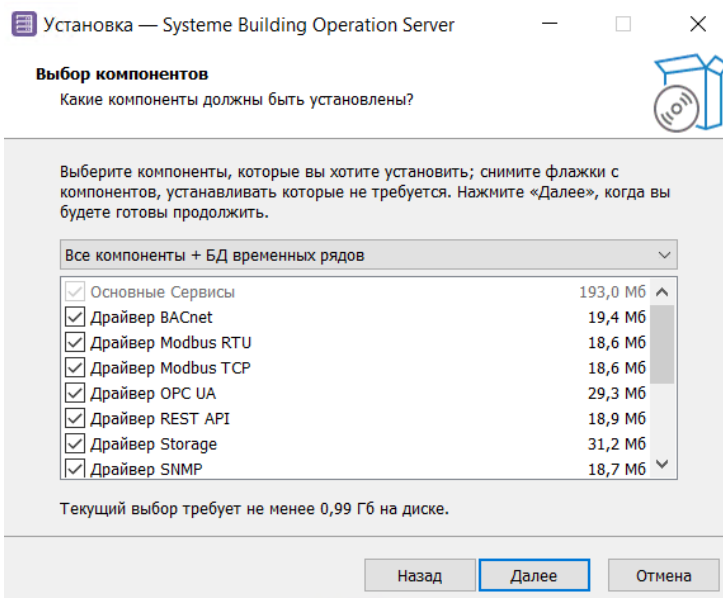 Установка — Systeme Building Operation Server
Выбор компонентов
Какие компоненты должны быть установлены?
Выберите компоненты, которые вы хотите установить; снимите флажки с
компонентов, устанавливать которые не требуется. Нажмите «Далее», когда вы
будете готовы продолжить.
Все компоненты + БД временных рядов
Основные Сервисы 193,0 Мб
Драйвер BACnet 19,4 Мб
Драйвер Modbus RTU 18,6 Мб
Драйвер Modbus TCP 18,6 Мб
Драйвер OPC UA 29,3 Мб
Драйвер REST API 18,9 Мб
Драйвер Storage 31,2 Мб
Драйвер SNMP 18,7 Мб
Текущий выбор требует не менее 0,99 Гб на диске.
Назад Далее Отмена